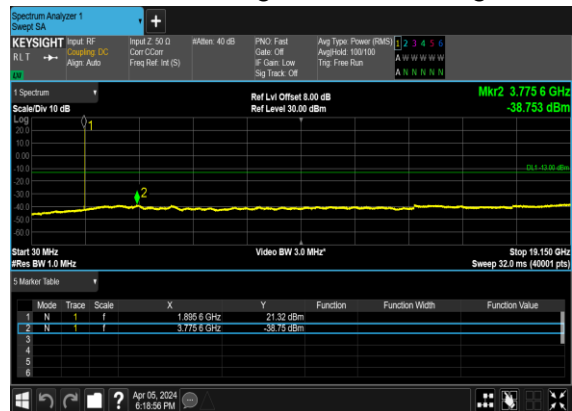 Spectrum Analyzer 1
Swept SA
+
KEYSIGHT Input: RF Input Z: 50 Ω #Atten: 40 dB PNO: Fast Avg Type: Power (RMS) 1 2 3 4 5 6
RLT Coupling: DC Corr CCorr Gate: Off Avg|Hold: 100/100 A W W W W W
Align: Auto Freq Ref: Int (S) IF Gain: Low Trig: Free Run A N N N N N
Sig Track: Off
LXI
1 Spectrum Ref Lvl Offset 8.00 dB Mkr2 3.775 6 GHz
Scale/Div 10 dB Ref Level 30.00 dBm -38.753 dBm
Log
1
20.0
10.0
0.00
-10.0
DL1 -13.00 dBm
-20.0
-30.0
2
-40.0
-50.0
-60.0
Start 30 MHz Video BW 3.0 MHz* Stop 19.150 GHz
#Res BW 1.0 MHz Sweep 32.0 ms (40001 pts)
5 Marker Table
Mode Trace Scale X Y Function Function Width Function Value
1 N 1 f 1.895 6 GHz 21.32 dBm
2 N 1 f 3.775 6 GHz -38.75 dBm
3
4
5
6
? Apr 05, 2024
6:18:56 PM